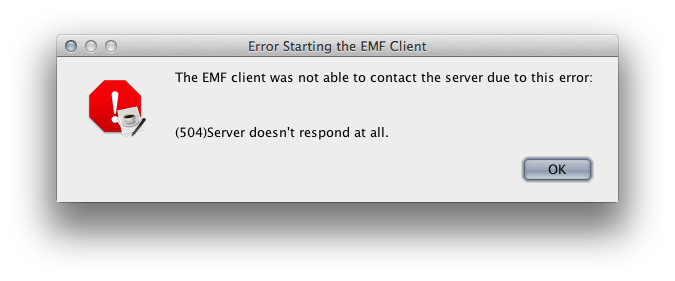 Error Starting the EMF Client
The EMF client was not able to contact the server due to this error:
(504)Server doesn't respond at all.
OK